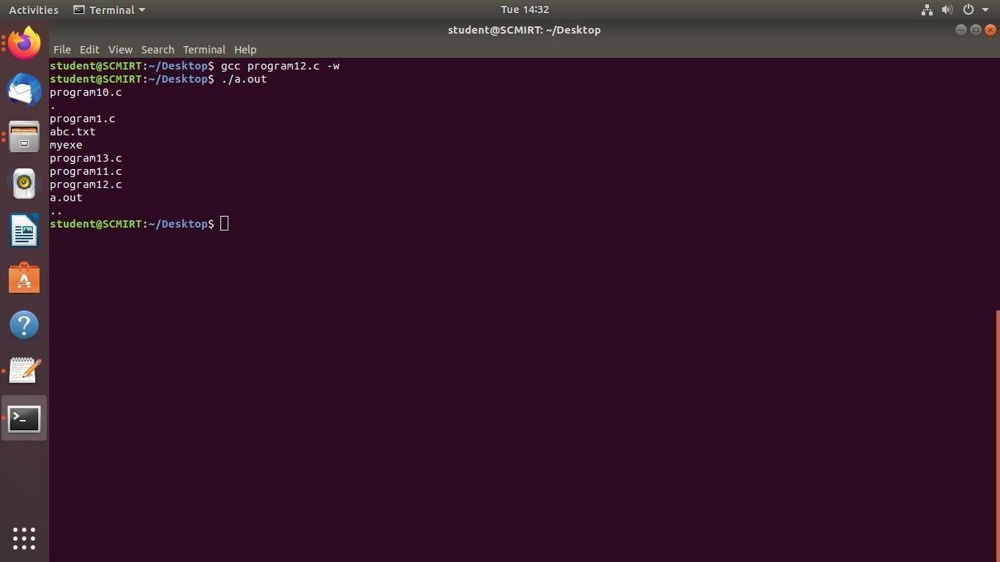 Activities Terminal Tue 14:32
student@SCMIRT: ~/Desktop
File Edit View Search Terminal Help
student@SCMIRT:~/Desktop$ gcc program12.c -w
student@SCMIRT:~/Desktop$ ./a.out
program10.c
.
program1.c
abc.txt
myexe
program13.c
program11.c
program12.c
a.out
..
student@SCMIRT:~/Desktop$